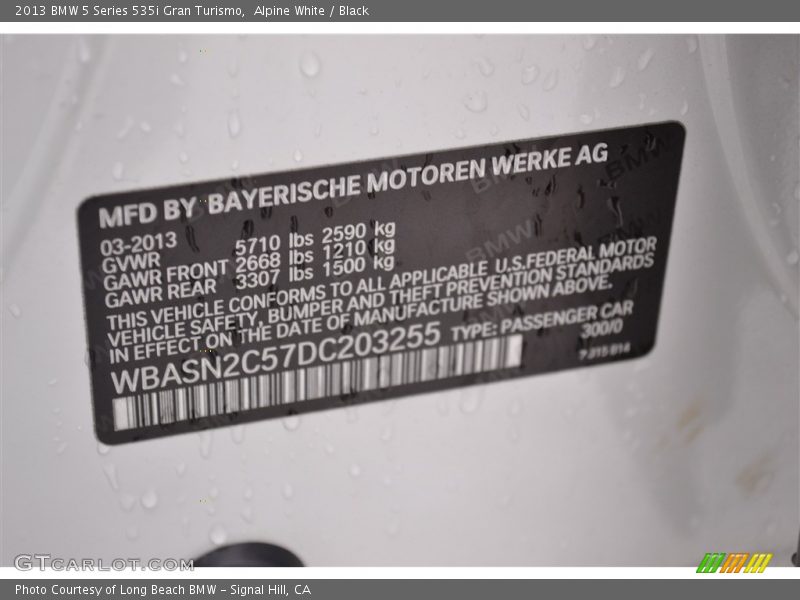 2013 BMW 5 Series 535i Gran Turismo, Alpine White / Black
MFD BY BAYERISCHE MOTOREN WERKE AG
03-2013
GVWR 5710 lbs 2590 kg
GAWR FRONT 2668 lbs 1210 kg
GAWR REAR 3307 lbs 1500 kg
THIS VEHICLE CONFORMS TO ALL APPLICABLE U.S.FEDERAL MOTOR
VEHICLE SAFETY, BUMPER AND THEFT PREVENTION STANDARDS
IN EFFECT ON THE DATE OF MANUFACTURE SHOWN ABOVE.
WBASN2C57DC203255 TYPE: PASSENGER CAR
300/0
GTCARLOT.COM
Photo Courtesy of Long Beach BMW - Signal Hill, CA